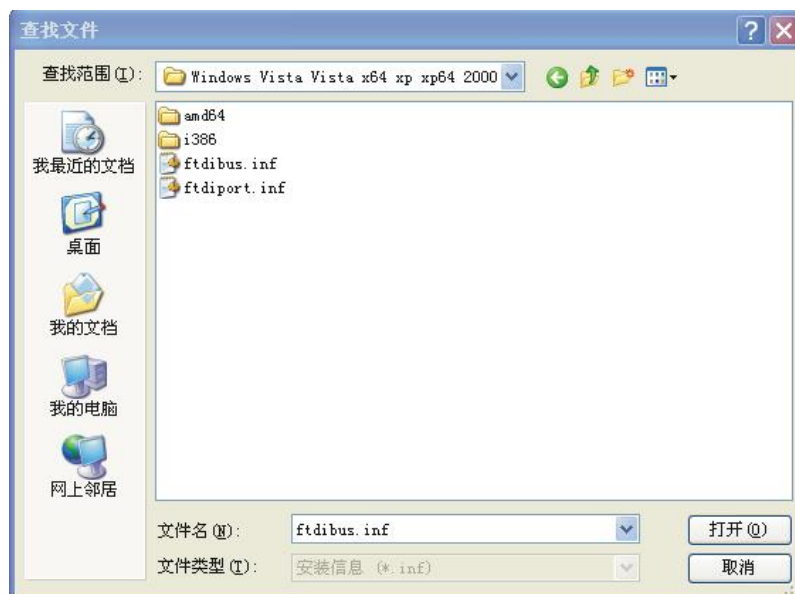 查找文件
查找范围(I):
Windows Vista Vista x64 xp xp64 2000
amd64
i386
ftdibus.inf
ftdiport.inf
我最近的文档
桌面
我的文档
我的电脑
网上邻居
文件名(N):
ftdibus.inf
打开(O)
文件类型(T):
安装信息 (*.inf)
取消